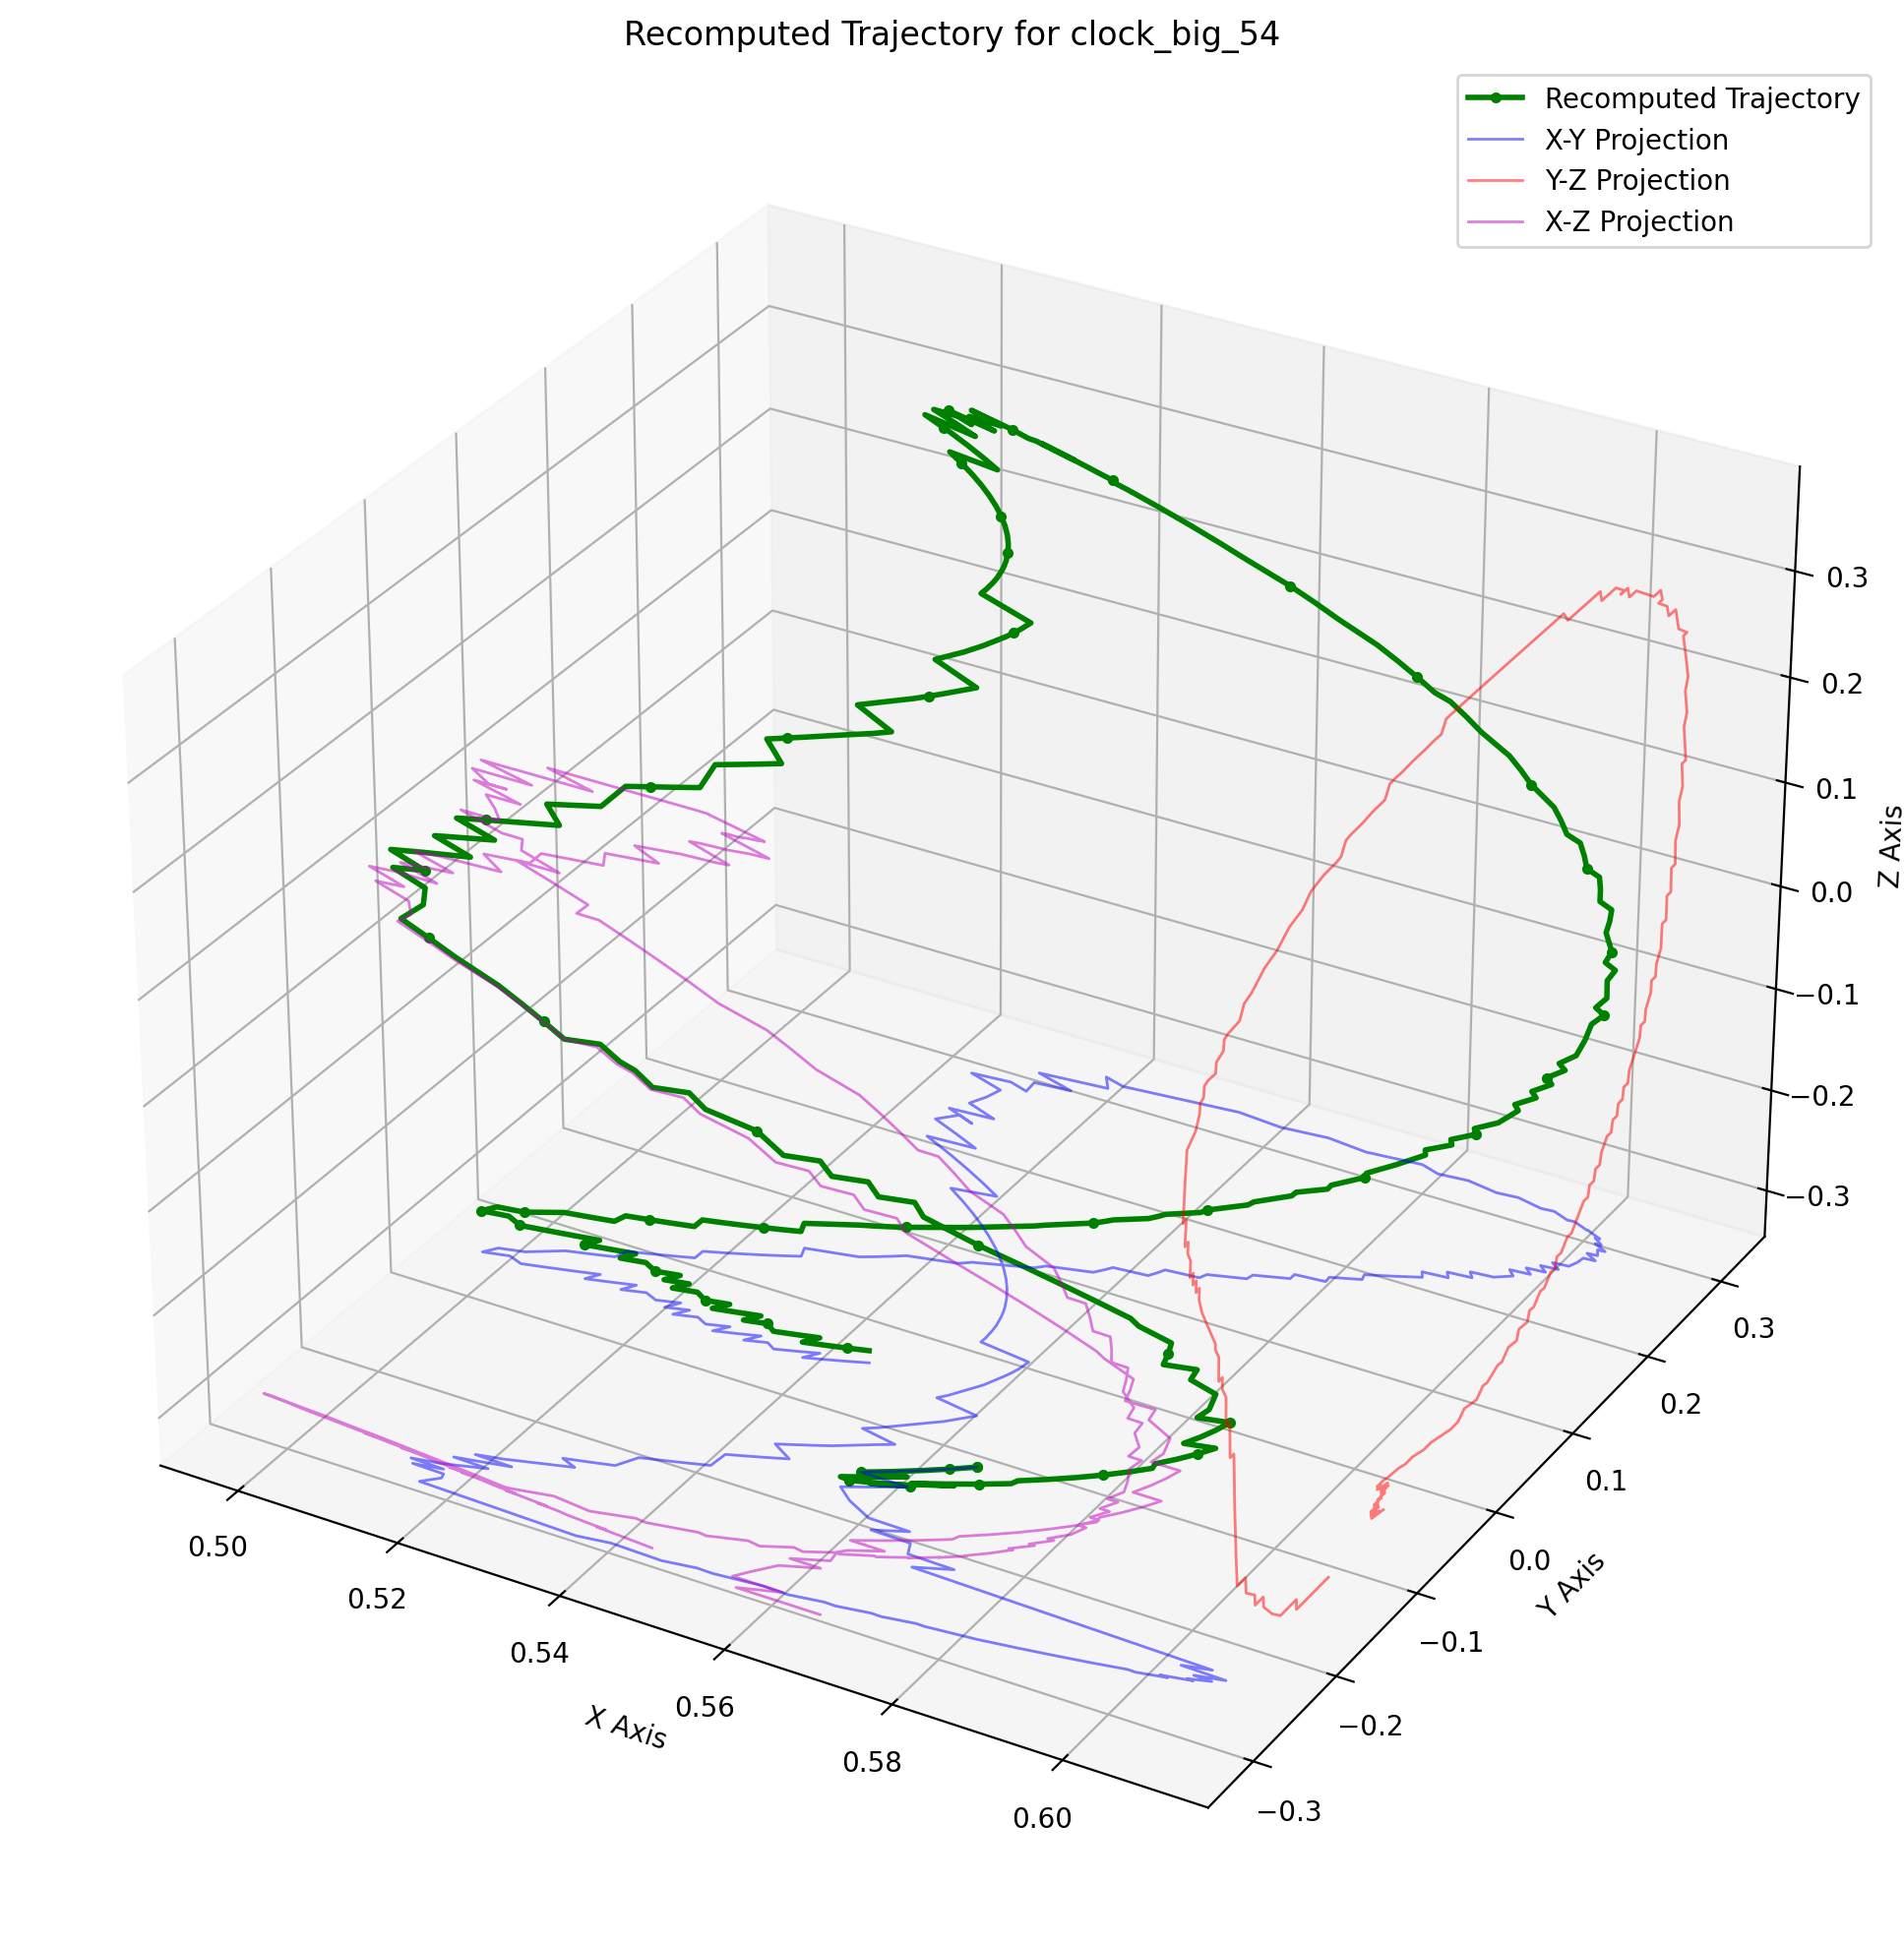 Recomputed Trajectory for clock_big_54
Recomputed Trajectory
X-Y Projection
Y-Z Projection
X-Z Projection
0.3
0.2
0.1
0.0
−0.1
−0.2
−0.3
Z Axis
0.3
0.2
0.1
0.0
−0.1
−0.2
−0.3
Y Axis
0.50
0.52
0.54
0.56
0.58
0.60
X Axis